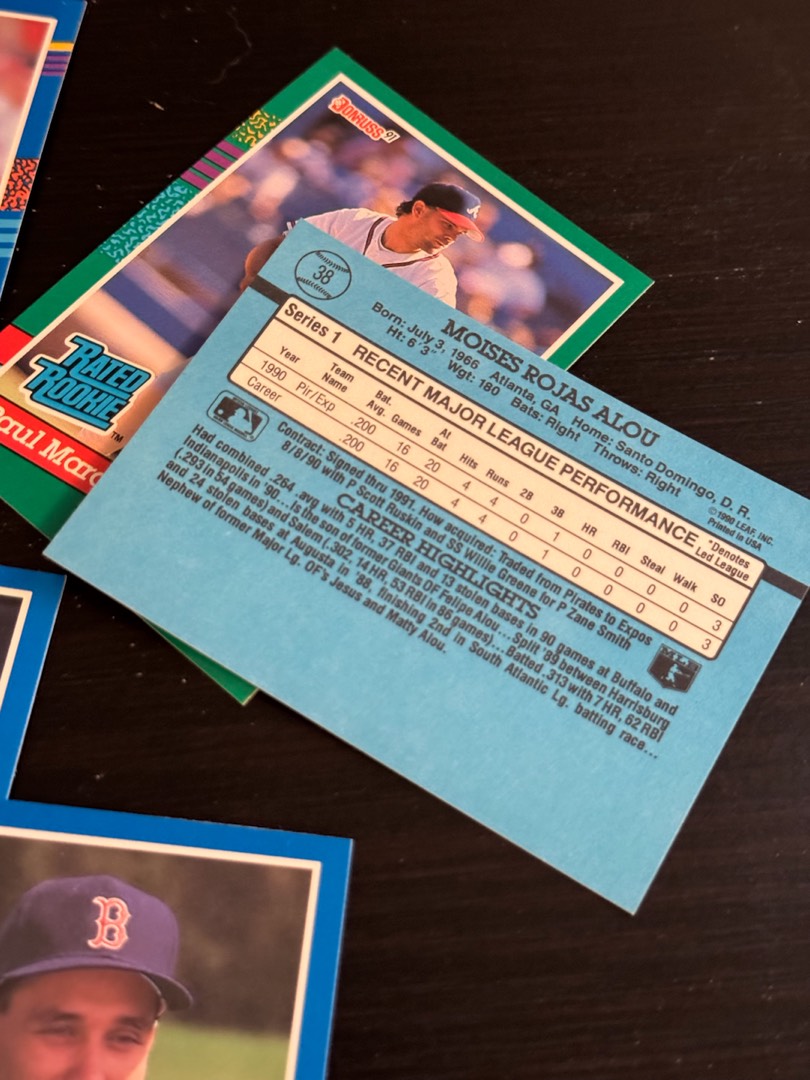 DONRUSS 91
RATED
ROOKIE
TM
Paul Mar
B
38
MOISES ROJAS ALOU
Born: July 3, 1966 Atlanta, GA Home: Santo Domingo, D. R.
Ht: 6' 3" Wgt: 180 Bats: Right Throws: Right
©1990 LEAF, INC.
Printed in USA
Series 1 RECENT MAJOR LEAGUE PERFORMANCE *Denotes
Led League
Year Team Name Bat. Avg. Games At Bat Hits Runs 2B 3B HR RBI Steal Walk SO
1990 Pir/Exp .200 16 20 4 4 0 1 0 0 0 0 3
Career .200 16 20 4 4 0 1 0 0 0 0 3
Contract: Signed thru 1991. How acquired: Traded from Pirates to Expos
8/8/90 with P Scott Ruskin and SS Willie Greene for P Zane Smith
CAREER HIGHLIGHTS
Had combined .264 avg with 5 HR, 37 RBI and 13 stolen bases in 90 games at Buffalo and
Indianapolis in '90...Is the son of former Giants OF Felipe Alou...Split '89 between Harrisburg
(.293 in 54 games) and Salem (.302, 14 HR, 53 RBI in 86 games)...Batted .313 with 7 HR, 62 RBI
and 24 stolen bases at Augusta in '88, finishing 2nd in South Atlantic Lg. batting race...
Nephew of former Major Lg. OF's Jesus and Matty Alou.